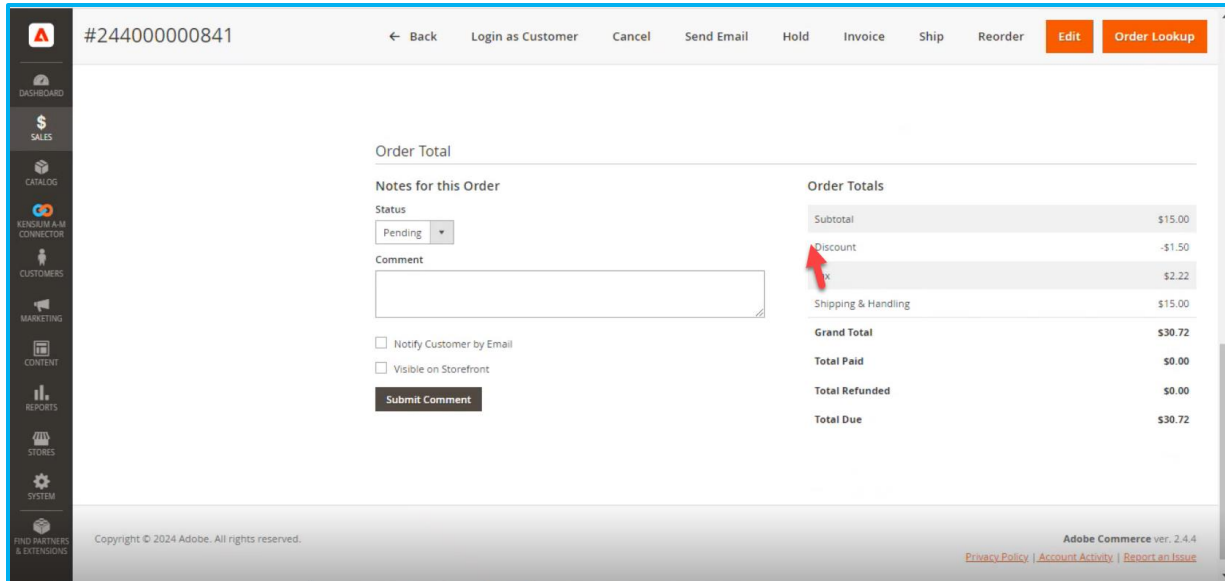 #244000000841
← Back Login as Customer Cancel Send Email Hold Invoice Ship Reorder Edit Order Lookup
DASHBOARD
$
SALES
CATALOG
KENSIUM A-M
CONNECTOR
CUSTOMERS
MARKETING
CONTENT
REPORTS
STORES
SYSTEM
FIND PARTNERS
& EXTENSIONS
Order Total
Notes for this Order
Status
Pending
Comment
Notify Customer by Email
Visible on Storefront
Submit Comment
Order Totals
Subtotal $15.00
Discount -$1.50
$2.22
Shipping & Handling $15.00
Grand Total $30.72
Total Paid $0.00
Total Refunded $0.00
Total Due $30.72
Copyright © 2024 Adobe. All rights reserved.
Adobe Commerce ver. 2.4.4
Privacy Policy | Account Activity | Report an Issue